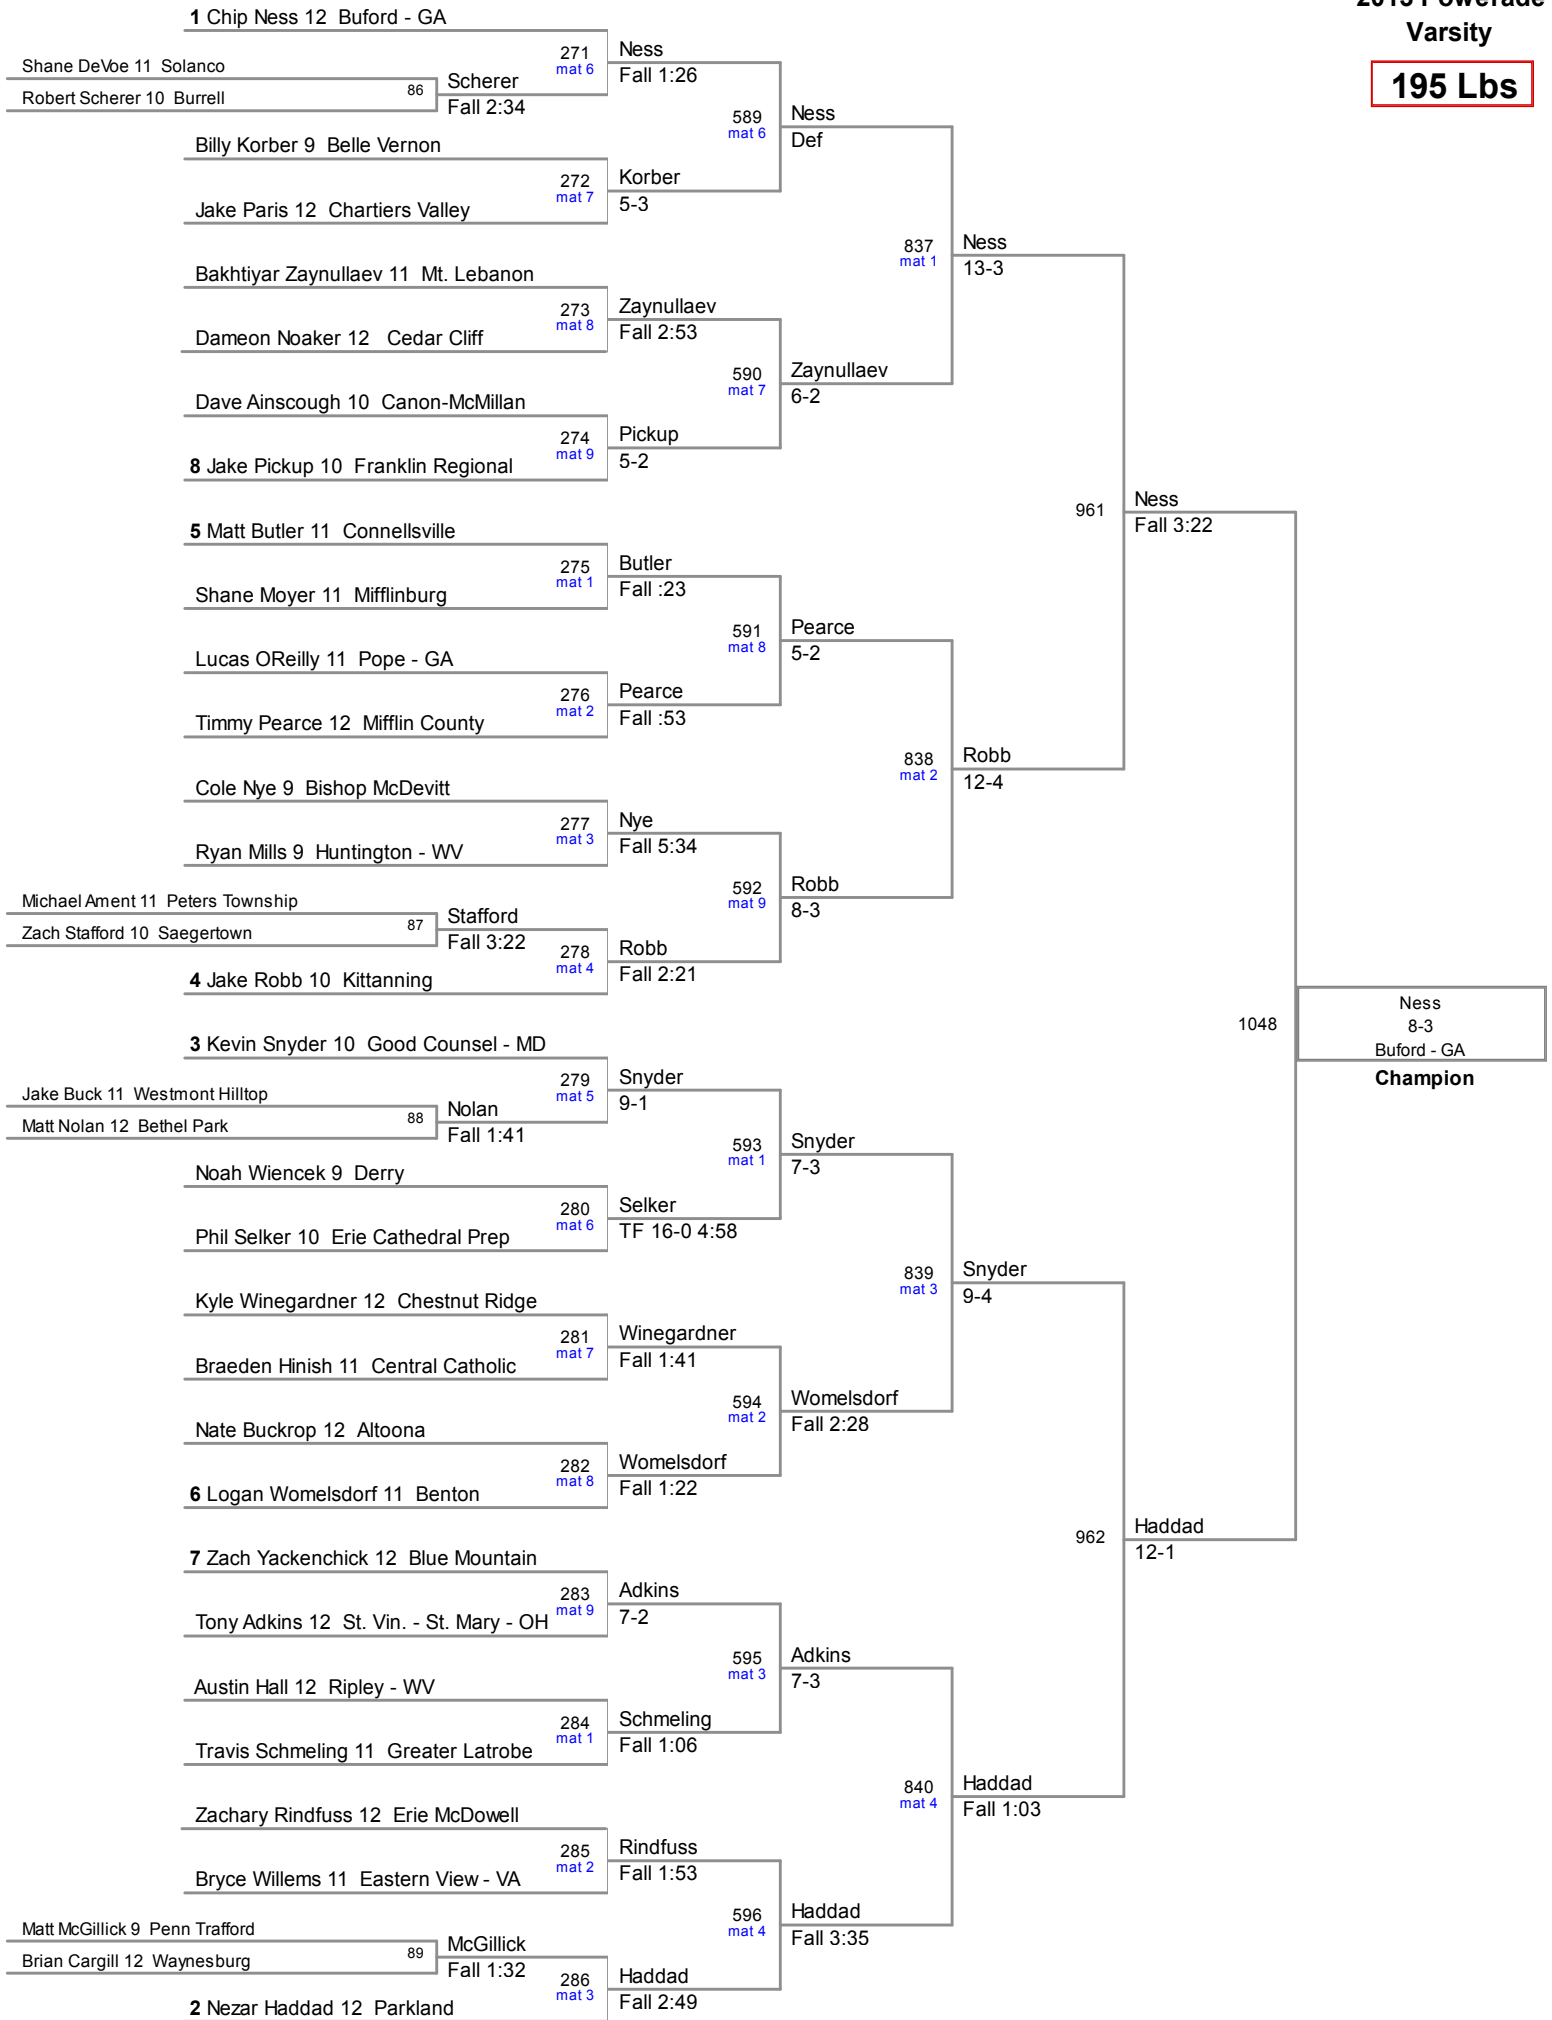 2015 Powerade
Varsity
195 Lbs
1 Chip Ness 12 Buford - GA
271
mat 6
Ness
Fall 1:26
Shane DeVoe 11 Solanco
Robert Scherer 10 Burrell
86
Scherer
Fall 2:34
589
mat 6
Ness
Def
Billy Korber 9 Belle Vernon
272
mat 7
Korber
5-3
Jake Paris 12 Chartiers Valley
837
mat 1
Ness
13-3
Bakhtiyar Zaynullaev 11 Mt. Lebanon
273
mat 8
Zaynullaev
Fall 2:53
Dameon Noaker 12 Cedar Cliff
590
mat 7
Zaynullaev
6-2
Dave Ainscough 10 Canon-McMillan
274
mat 9
Pickup
5-2
8 Jake Pickup 10 Franklin Regional
961
Ness
Fall 3:22
5 Matt Butler 11 Connellsville
275
mat 1
Butler
Fall :23
Shane Moyer 11 Mifflinburg
591
mat 8
Pearce
5-2
Lucas OReilly 11 Pope - GA
276
mat 2
Pearce
Fall :53
Timmy Pearce 12 Mifflin County
838
mat 2
Robb
12-4
Cole Nye 9 Bishop McDevitt
277
mat 3
Nye
Fall 5:34
Ryan Mills 9 Huntington - WV
592
mat 9
Robb
8-3
Michael Ament 11 Peters Township
Zach Stafford 10 Saegertown
87
Stafford
Fall 3:22
278
mat 4
Robb
Fall 2:21
4 Jake Robb 10 Kittanning
1048
Ness
8-3
Buford - GA
Champion
3 Kevin Snyder 10 Good Counsel - MD
279
mat 5
Snyder
9-1
Jake Buck 11 Westmont Hilltop
Matt Nolan 12 Bethel Park
88
Nolan
Fall 1:41
593
mat 1
Snyder
7-3
Noah Wiencek 9 Derry
280
mat 6
Selker
TF 16-0 4:58
Phil Selker 10 Erie Cathedral Prep
839
mat 3
Snyder
9-4
Kyle Winegardner 12 Chestnut Ridge
281
mat 7
Winegardner
Fall 1:41
Braeden Hinish 11 Central Catholic
594
mat 2
Womelsdorf
Fall 2:28
Nate Buckrop 12 Altoona
282
mat 8
Womelsdorf
Fall 1:22
6 Logan Womelsdorf 11 Benton
962
Haddad
12-1
7 Zach Yackenchick 12 Blue Mountain
283
mat 9
Adkins
7-2
Tony Adkins 12 St. Vin. - St. Mary - OH
595
mat 3
Adkins
7-3
Austin Hall 12 Ripley - WV
284
mat 1
Schmeling
Fall 1:06
Travis Schmeling 11 Greater Latrobe
840
mat 4
Haddad
Fall 1:03
Zachary Rindfuss 12 Erie McDowell
285
mat 2
Rindfuss
Fall 1:53
Bryce Willems 11 Eastern View - VA
596
mat 4
Haddad
Fall 3:35
Matt McGillick 9 Penn Trafford
Brian Cargill 12 Waynesburg
89
McGillick
Fall 1:32
286
mat 3
Haddad
Fall 2:49
2 Nezar Haddad 12 Parkland